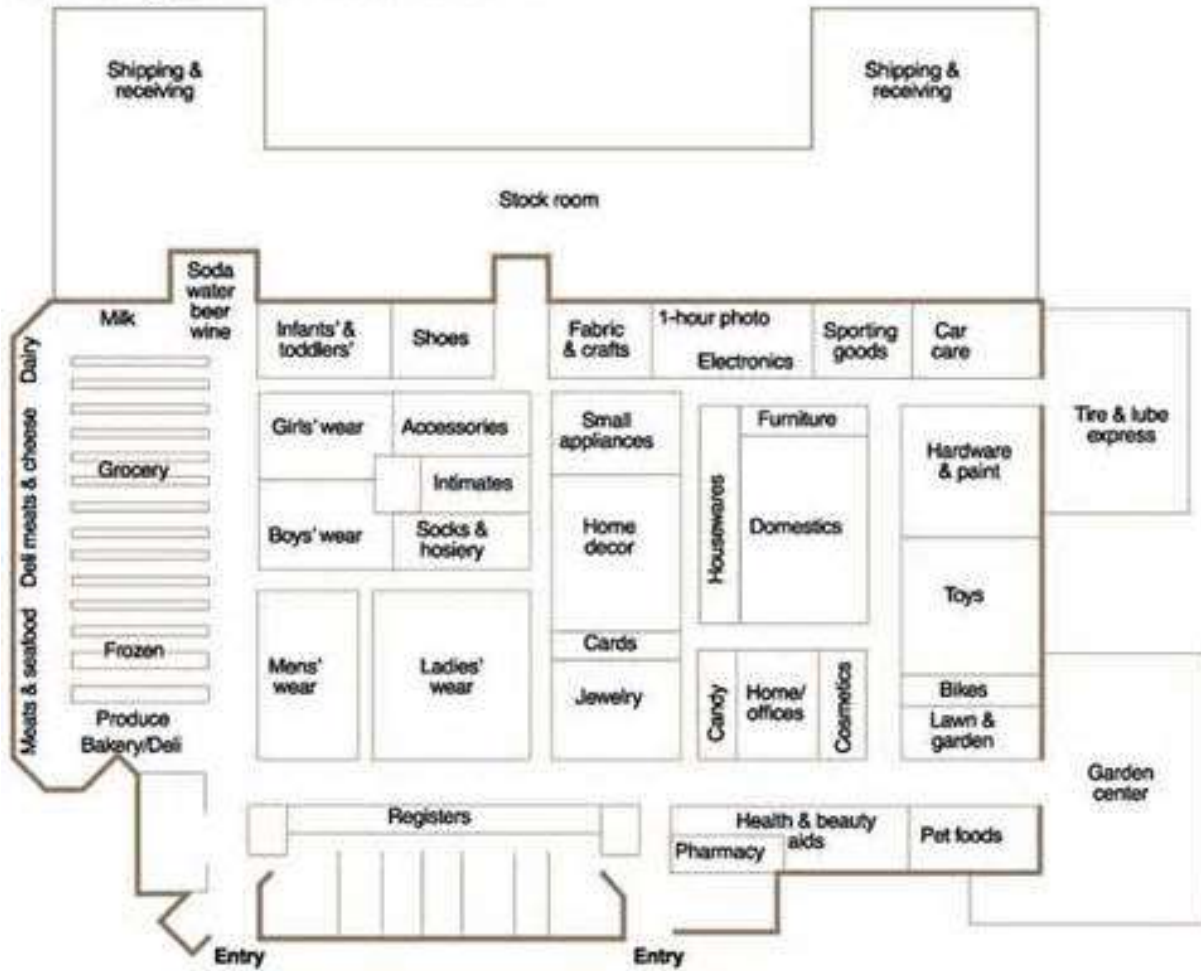 Shipping &
receiving
Shipping &
receiving
Stock room
Soda
water
beer
wine
Milk
Dairy
Deli meats & cheese
Meats & seafood
Grocery
Frozen
Produce
Bakery/Deli
Infants' &
toddlers'
Shoes
Fabric
& crafts
1-hour photo
Electronics
Sporting
goods
Car
care
Tire & lube
express
Girls' wear
Accessories
Intimates
Boys' wear
Socks &
hosiery
Small
appliances
Home
decor
Cards
Jewelry
Housewares
Furniture
Domestics
Hardware
& paint
Toys
Bikes
Lawn &
garden
Mens'
wear
Ladies'
wear
Candy
Home/
offices
Cosmetics
Garden
center
Registers
Health & beauty
aids
Pharmacy
Pet foods
Entry
Entry